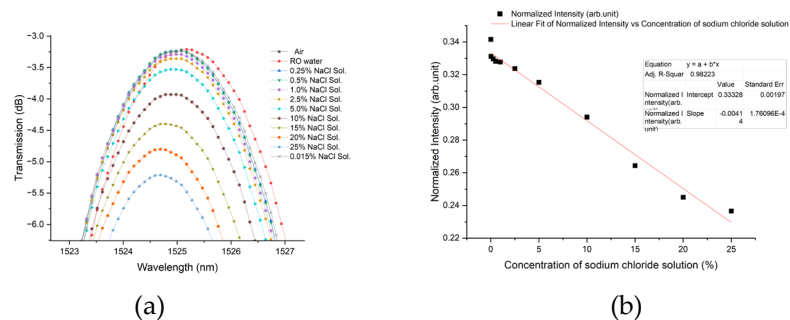 -3.0
-3.5
-4.0
-4.5
-5.0
-5.5
-6.0
Transmission (dB)
1523 1524 1525 1526 1527
Wavelength (nm)
Air
RO water
0.25% NaCl Sol.
0.5% NaCl Sol.
1.0% NaCl Sol.
2.5% NaCl Sol.
5.0% NaCl Sol.
10% NaCl Sol.
15% NaCl Sol.
20% NaCl Sol.
25% NaCl Sol.
0.015% NaCl Sol.
(a)
Normalized Intensity (arb.unit)
Linear Fit of Normalized Intensity vs Concentration of sodium chloride solution
0.34
0.32
0.30
0.28
0.26
0.24
0.22
Normalized Intensity (arb.unit)
Equation y = a + b*x
Adj. R-Squar 0.98223
Value Standard Err
Normalized I Intercept 0.33328 0.00197
ntensity(arb.
unit)
Normalized I Slope -0.0041 1.76096E-4
ntensity(arb. 4
unit)
0 5 10 15 20 25
Concentration of sodium chloride solution (%)
(b)